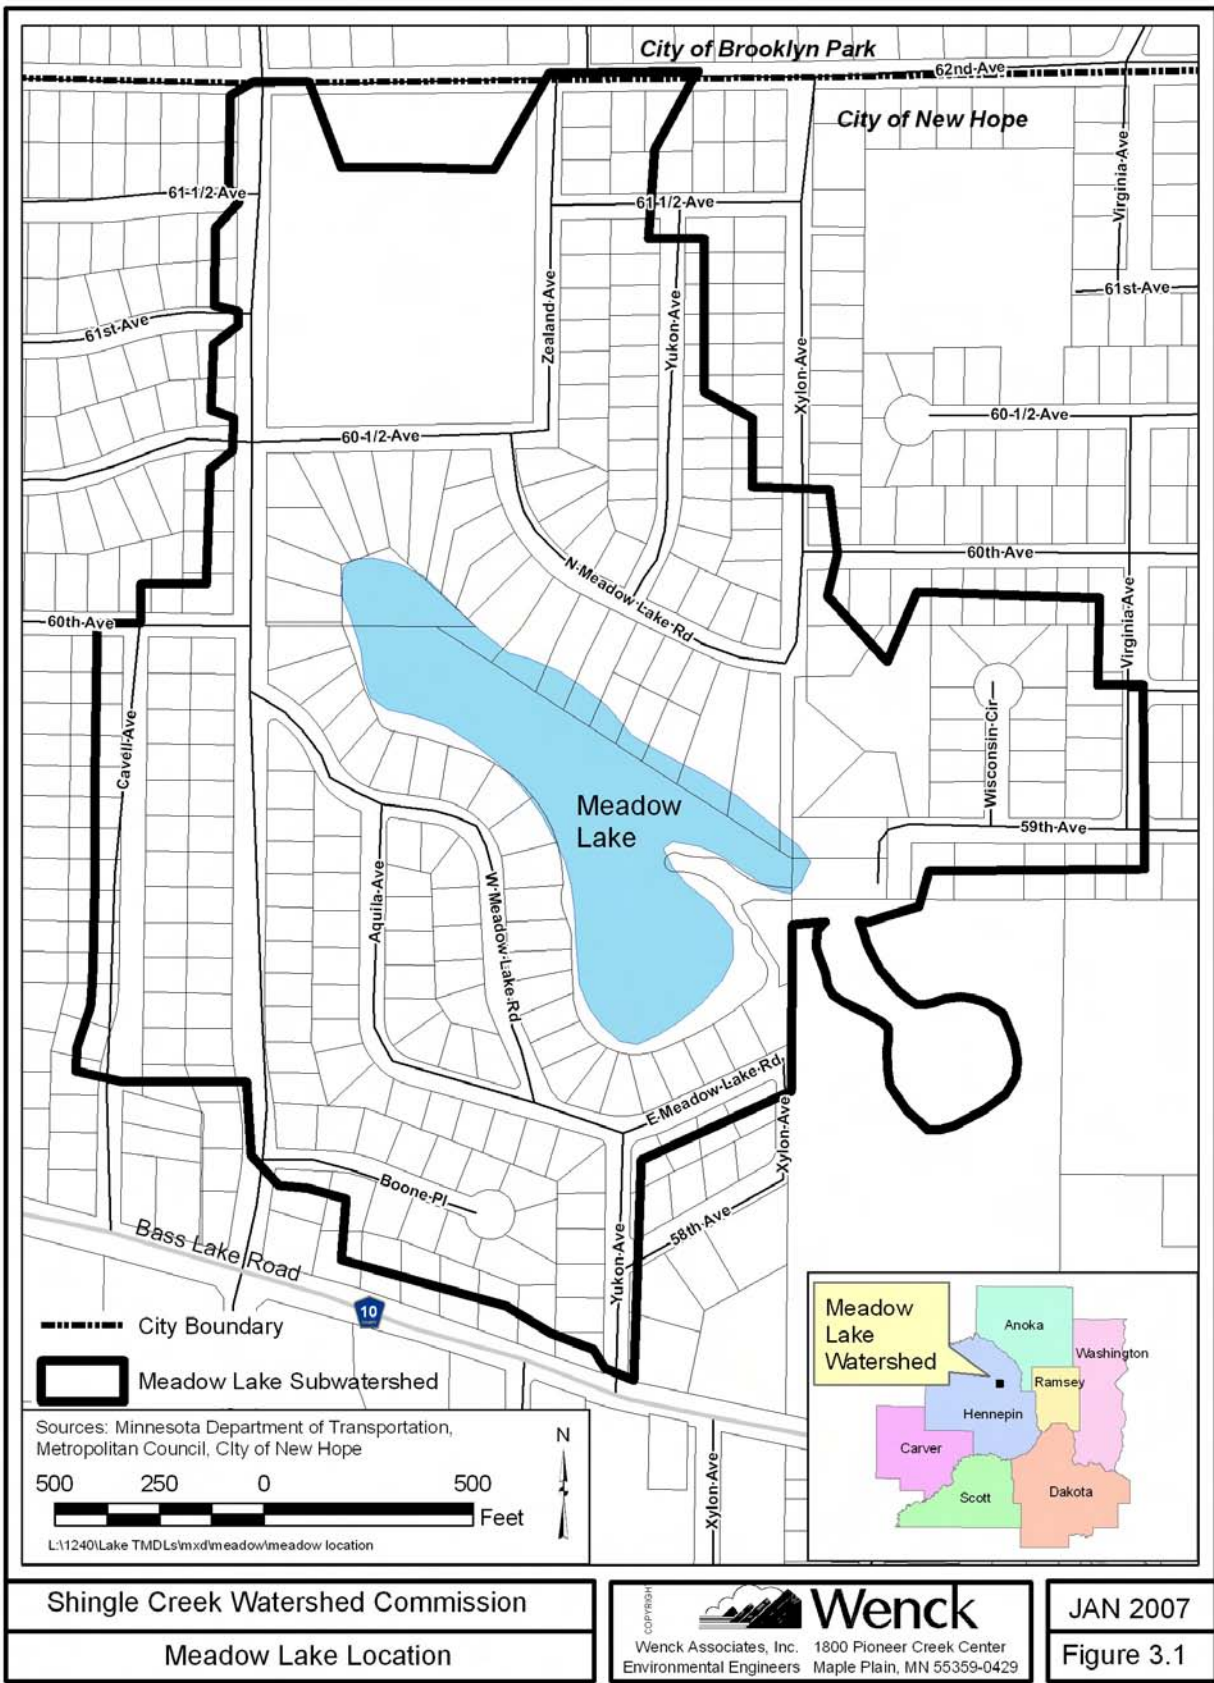 City of Brooklyn Park
62nd-Ave
City of New Hope
Virginia-Ave
61-1/2-Ave
61-1/2-Ave
Zealand-Ave
Yukon-Ave
61st-Ave
61st-Ave
Xylon-Ave
60-1/2-Ave
60-1/2-Ave
60th-Ave
N-Meadow-Lake-Rd
60th-Ave
Virginia-Ave
Cavell-Ave
Wisconsin-Cir
Meadow
Lake
59th-Ave
Aquila-Ave
W-Meadow-Lake-Rd
E-Meadow-Lake-Rd
Xylon-Ave
Boone-Pl
58th-Ave
Yukon-Ave
Bass Lake Road
10
City Boundary
Meadow Lake Subwatershed
Meadow
Lake
Watershed
Anoka
Washington
Ramsey
Hennepin
Carver
Scott
Dakota
Sources: Minnesota Department of Transportation,
Metropolitan Council, CIty of New Hope
N
500 250 0 500
Feet
L:\1240\Lake TMDLs\mxd\meadow\meadow location
Xylon-Ave
Shingle Creek Watershed Commission
Meadow Lake Location
COPYRIGHT
Wenck
Wenck Associates, Inc. 1800 Pioneer Creek Center
Environmental Engineers Maple Plain, MN 55359-0429
JAN 2007
Figure 3.1